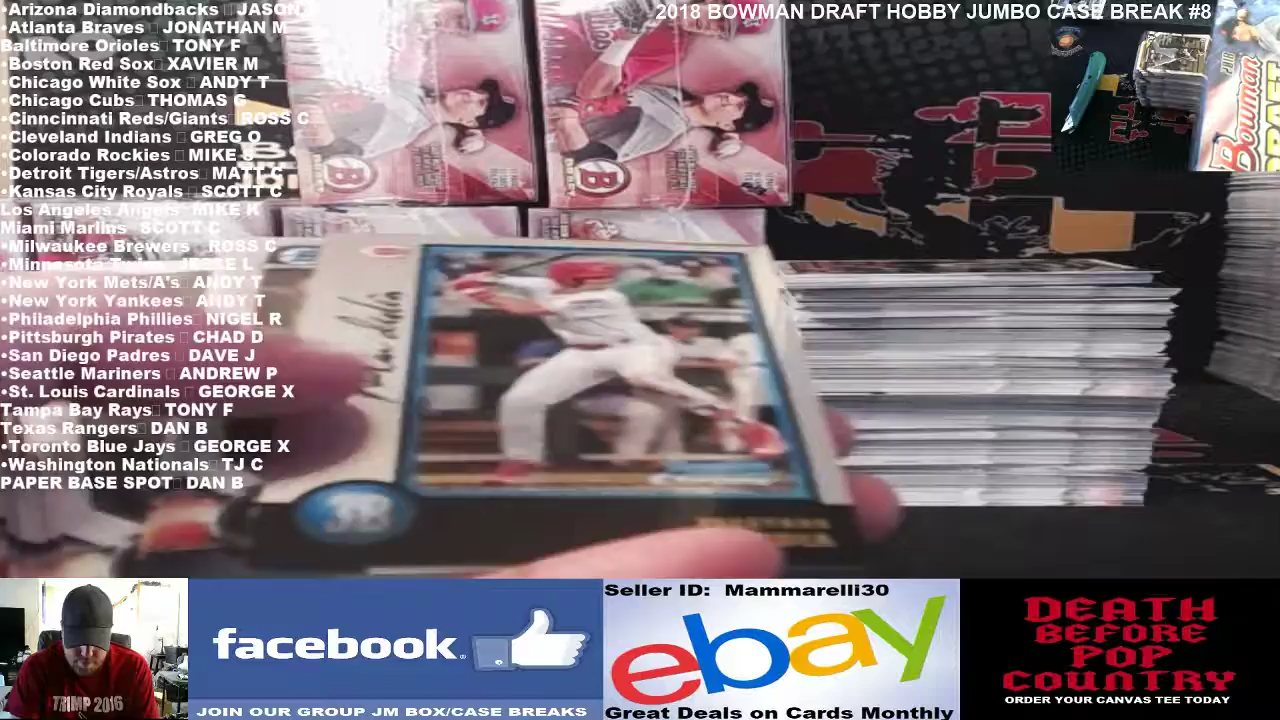 •Arizona Diamondbacks □ JASON
•Atlanta Braves □ JONATHAN M
Baltimore Orioles□ TONY F
•Boston Red Sox□ XAVIER M
•Chicago White Sox □ ANDY T
•Chicago Cubs□ THOMAS G
•Cinncinnati Reds/Giants□ ROSS C
•Cleveland Indians □ GREG O
•Colorado Rockies □ MIKE S
•Detroit Tigers/Astros□ MATT C
•Kansas City Royals □ SCOTT C
Los Angeles Angels□ MIKE K
Miami Marlins□ SCOTT C
•Milwaukee Brewers□ ROSS C
•Minnesota Twins□ JESSE L
•New York Mets/A's□ ANDY T
•New York Yankees□ ANDY T
•Philadelphia Phillies□ NIGEL R
•Pittsburgh Pirates □ CHAD D
•San Diego Padres □ DAVE J
•Seattle Mariners □ ANDREW P
•St. Louis Cardinals □ GEORGE X
Tampa Bay Rays□ TONY F
Texas Rangers□ DAN B
•Toronto Blue Jays □ GEORGE X
•Washington Nationals□ TJ C
PAPER BASE SPOT□ DAN B
2018 BOWMAN DRAFT HOBBY JUMBO CASE BREAK #8
Bowman
B
TRUMP 2016
facebook
JOIN OUR GROUP JM BOX/CASE BREAKS
Seller ID: Mammarelli30
ebay
Great Deals on Cards Monthly
DEATH
BEFORE
POP
COUNTRY
ORDER YOUR CANVAS TEE TODAY